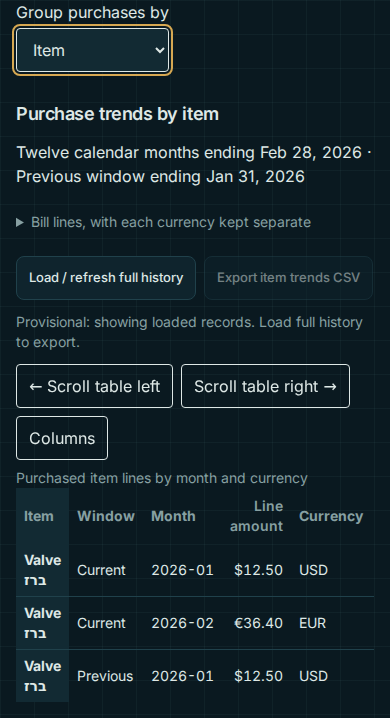 Group purchases by
Item
Purchase trends by item
Twelve calendar months ending Feb 28, 2026 ·
Previous window ending Jan 31, 2026
▶ Bill lines, with each currency kept separate
Load / refresh full history Export item trends CSV
Provisional: showing loaded records. Load full history
to export.
← Scroll table left Scroll table right →
Columns
Purchased item lines by month and currency
Item Window Month Line amount Currency
Valve ברז Current 2026-01 $12.50 USD
Valve ברז Current 2026-02 €36.40 EUR
Valve ברז Previous 2026-01 $12.50 USD